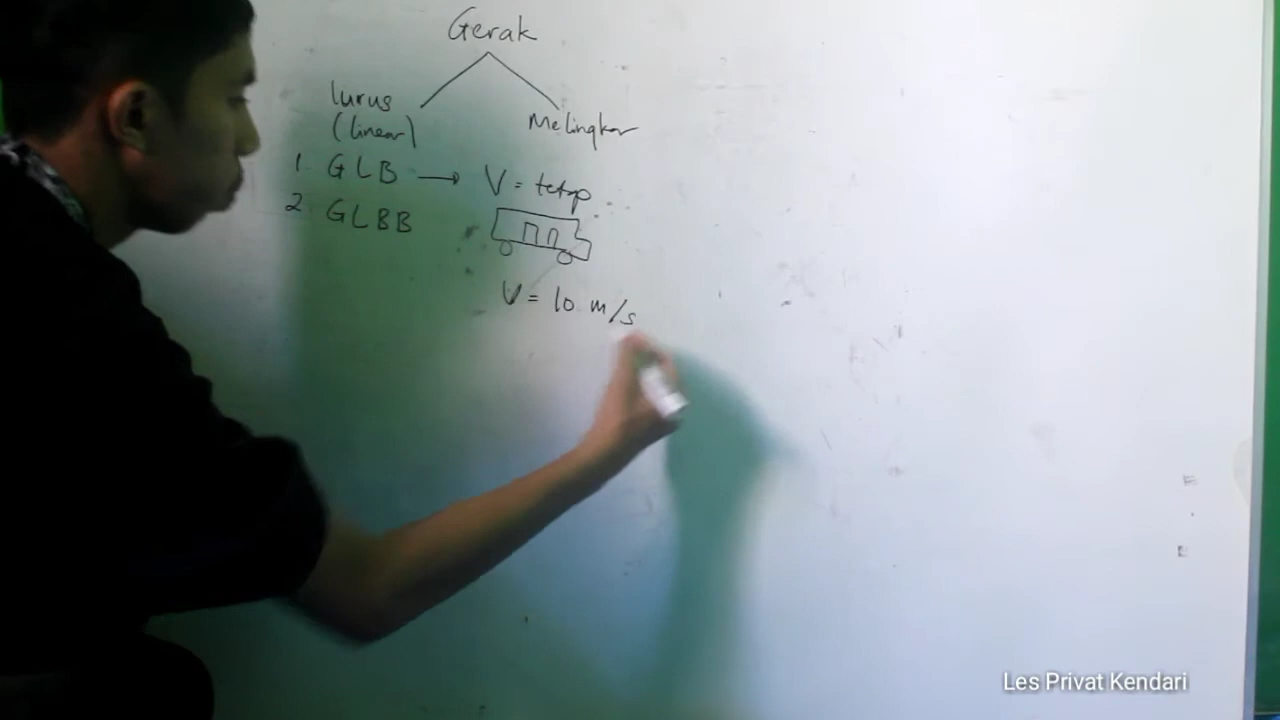 Gerak
lurus
(linear)
Melingkar
1. GLB → V = tetap
2. GLBB
V = 10 m/s
Les Privat Kendari